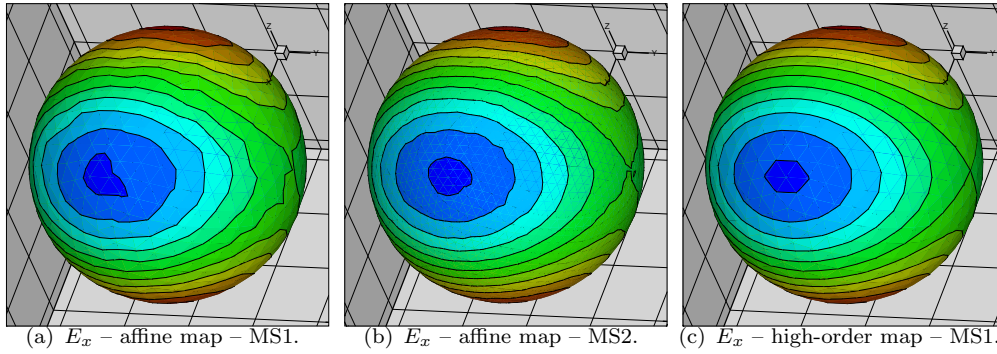 Z
Y
X
Z
Y
X
Z
Y
X
(a) E_x – affine map – MS1.
(b) E_x – affine map – MS2.
(c) E_x – high-order map – MS1.